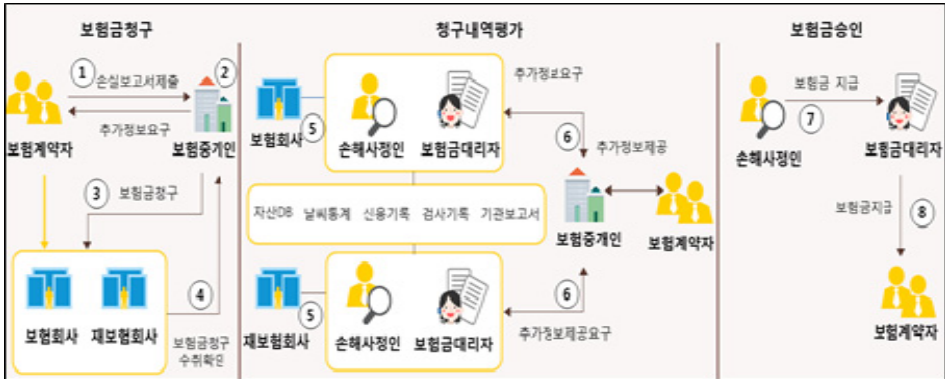 보험금청구
① 손실보고서제출
②
추가정보요구
보험계약자
보험중개인
③ 보험금청구
④
보험회사
재보험회사
보험금청구
수취확인
청구내역평가
추가정보요구
보험회사
⑤
손해사정인
보험금대리자
⑥
추가정보제공
자산DB 날씨통계 신용기록 검사기록 기관보고서
보험중개인
보험계약자
재보험회사
⑤
손해사정인
보험금대리자
⑥
추가정보제공요구
보험금승인
보험금 지급
⑦
손해사정인
보험금대리자
보험금지급
⑧
보험계약자